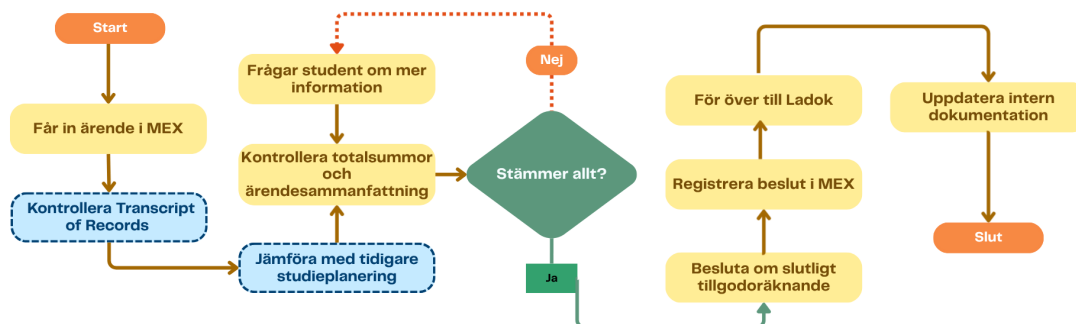 Start
Får in ärende i MEX
Kontrollera Transcript
of Records
Jämföra med tidigare
studieplanering
Kontrollera totalsummor
och
ärendesammanfattning
Frågar student om mer
information
Stämmer allt?
Nej
Ja
Besluta om slutligt
tillgodoräknande
Registrera beslut i MEX
För över till Ladok
Uppdatera intern
dokumentation
Slut